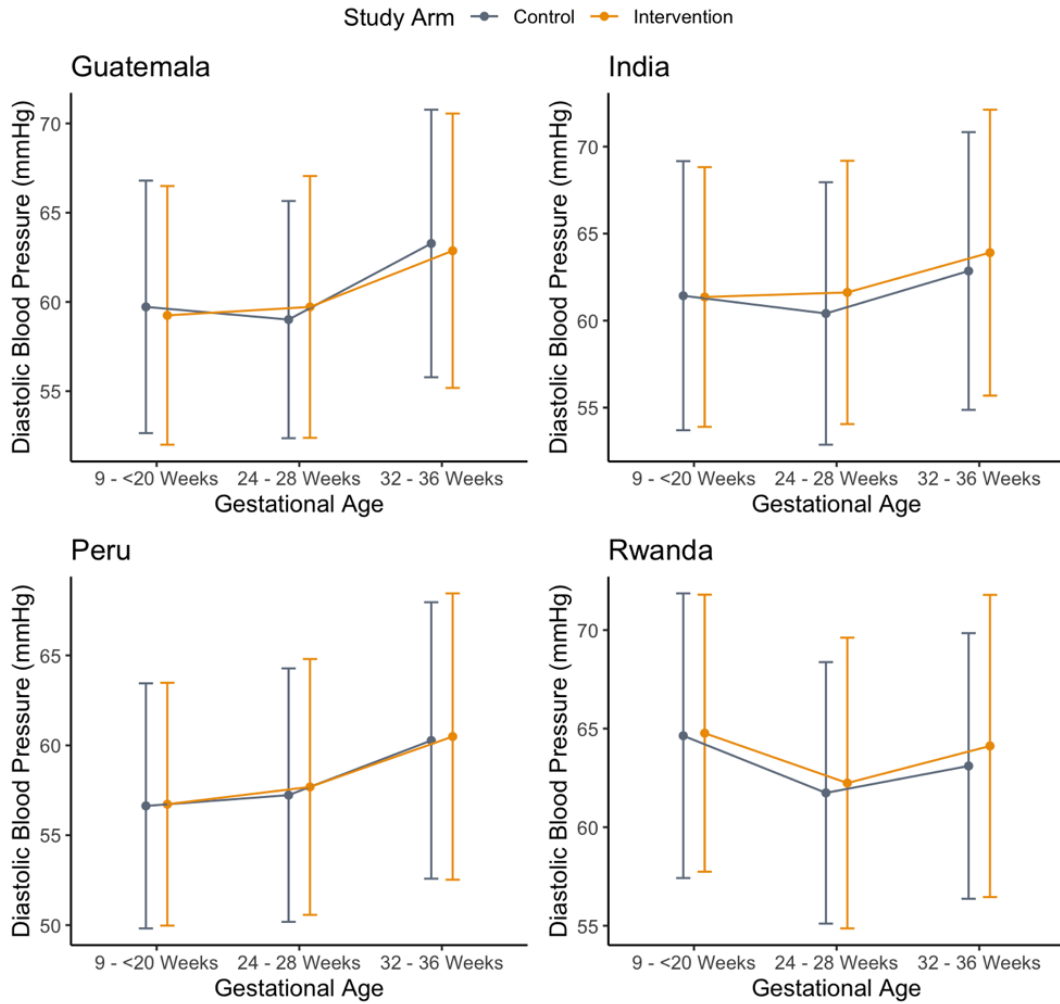 Study Arm Control Intervention
Guatemala
Diastolic Blood Pressure (mmHg)
70
65
60
55
9 - <20 Weeks 24 - 28 Weeks 32 - 36 Weeks
Gestational Age
India
Diastolic Blood Pressure (mmHg)
70
65
60
55
9 - <20 Weeks 24 - 28 Weeks 32 - 36 Weeks
Gestational Age
Peru
Diastolic Blood Pressure (mmHg)
65
60
55
50
9 - <20 Weeks 24 - 28 Weeks 32 - 36 Weeks
Gestational Age
Rwanda
Diastolic Blood Pressure (mmHg)
70
65
60
55
9 - <20 Weeks 24 - 28 Weeks 32 - 36 Weeks
Gestational Age